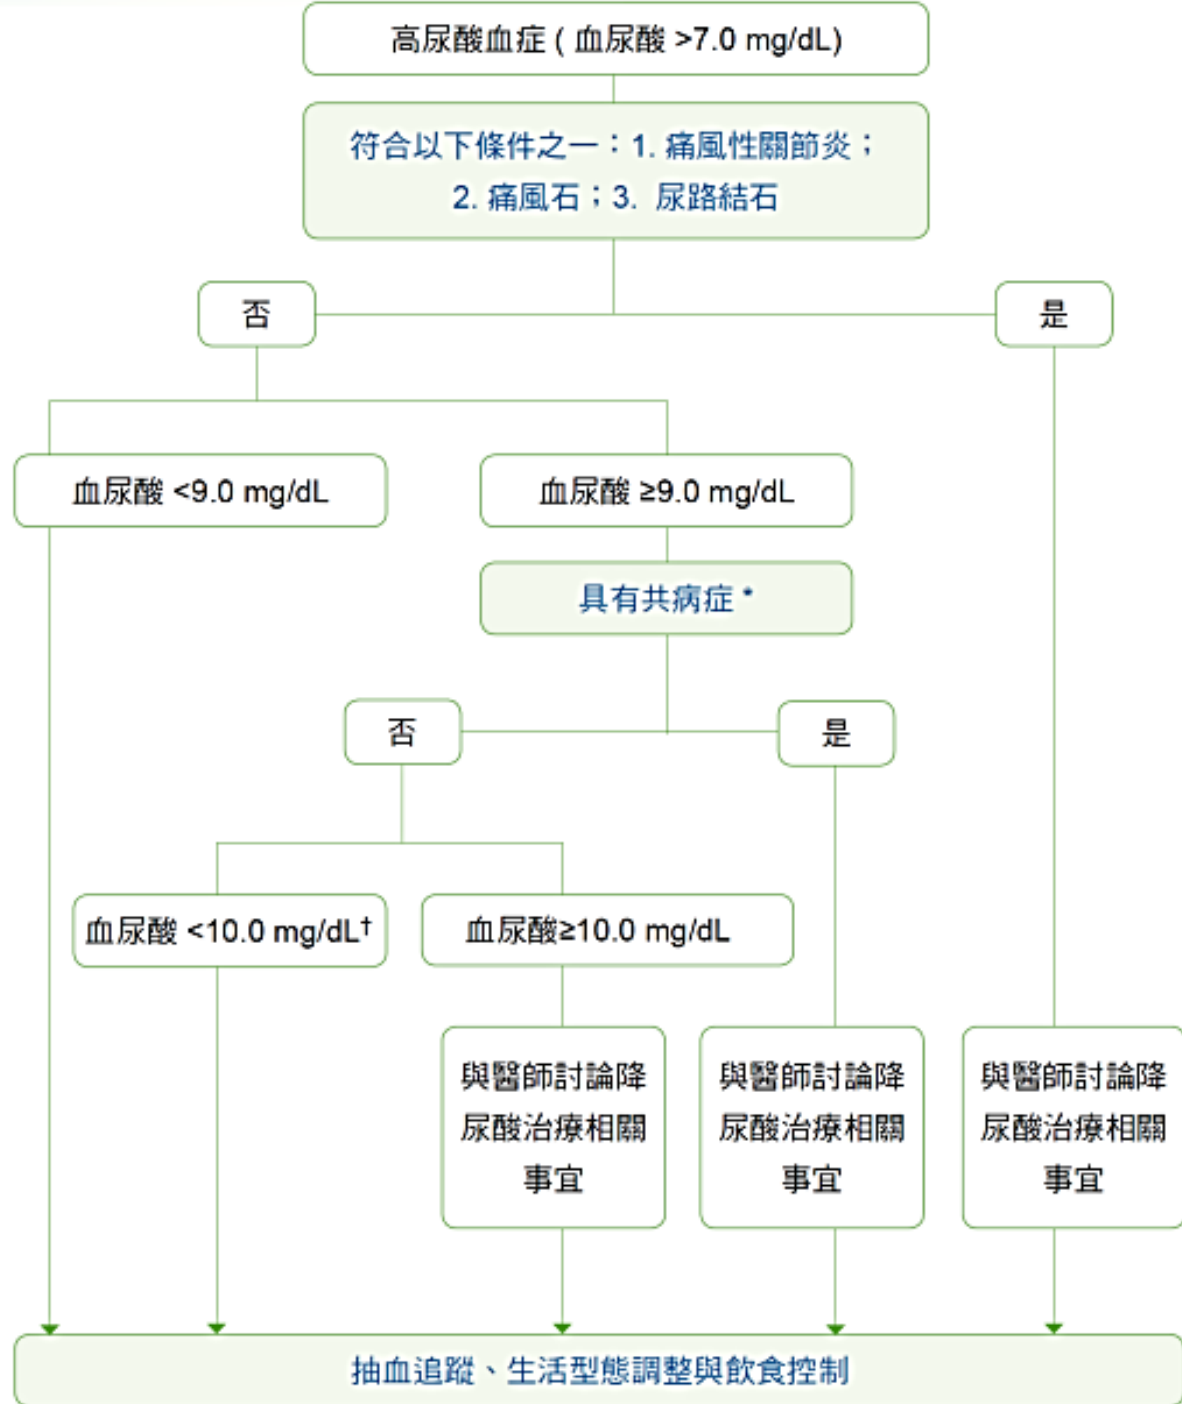 高尿酸血症 ( 血尿酸 >7.0 mg/dL)
符合以下條件之一：1. 痛風性關節炎；
2. 痛風石；3. 尿路結石
否
是
血尿酸 <9.0 mg/dL
血尿酸 ≥9.0 mg/dL
具有共病症 *
否
是
血尿酸 <10.0 mg/dL†
血尿酸≥10.0 mg/dL
與醫師討論降
尿酸治療相關
事宜
與醫師討論降
尿酸治療相關
事宜
與醫師討論降
尿酸治療相關
事宜
抽血追蹤、生活型態調整與飲食控制